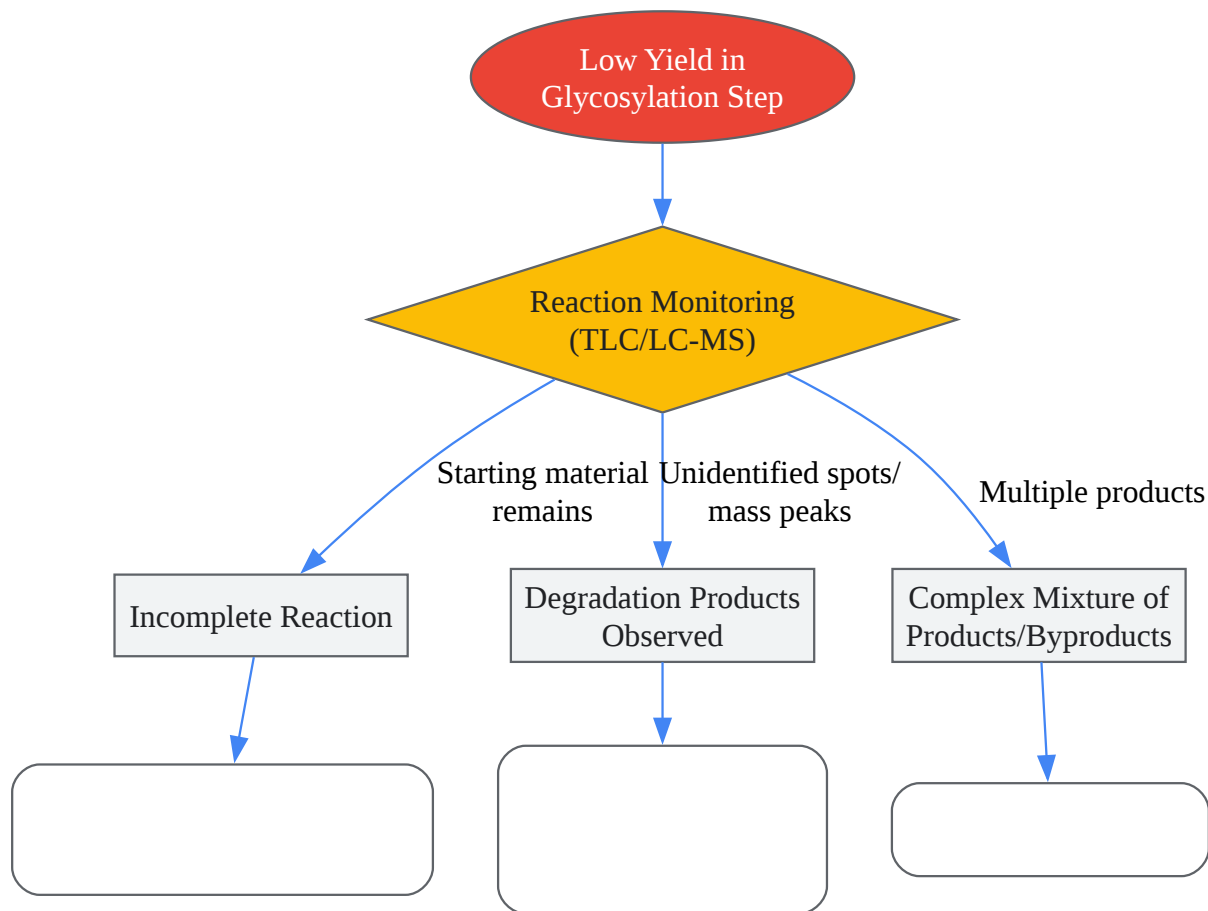 Low Yield in
Glycosylation Step
Reaction Monitoring
(TLC/LC-MS)
Starting material
remains
Unidentified spots/
mass peaks
Multiple products
Incomplete Reaction
Degradation Products
Observed
Complex Mixture of
Products/Byproducts